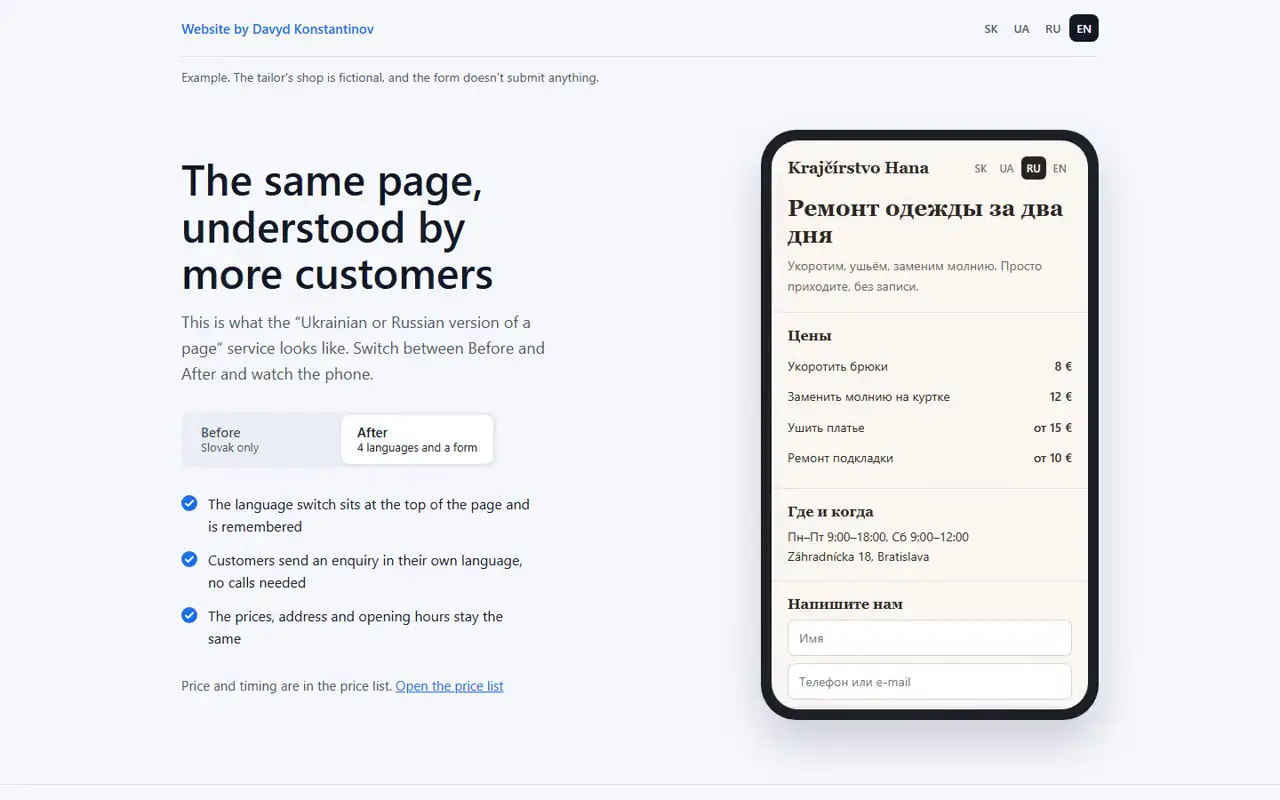 Website by Davyd Konstantinov
SK UA RU EN
Example. The tailor's shop is fictional, and the form doesn't submit anything.
The same page,
understood by
more customers
This is what the “Ukrainian or Russian version of a
page” service looks like. Switch between Before and
After and watch the phone.
Before
Slovak only
After
4 languages and a form
The language switch sits at the top of the page and
is remembered
Customers send an enquiry in their own language,
no calls needed
The prices, address and opening hours stay the
same
Price and timing are in the price list. Open the price list
Krajčírstvo Hana
SK UA RU EN
Ремонт одежды за два
дня
Укоротим, ушьём, заменим молнию. Просто
приходите, без записи.
Цены
Укоротить брюки 8 €
Заменить молнию на куртке 12 €
Ушить платье от 15 €
Ремонт подкладки от 10 €
Где и когда
Пн–Пт 9:00–18:00, Сб 9:00–12:00
Záhradnícka 18, Bratislava
Напишите нам
Имя
Телефон или e-mail